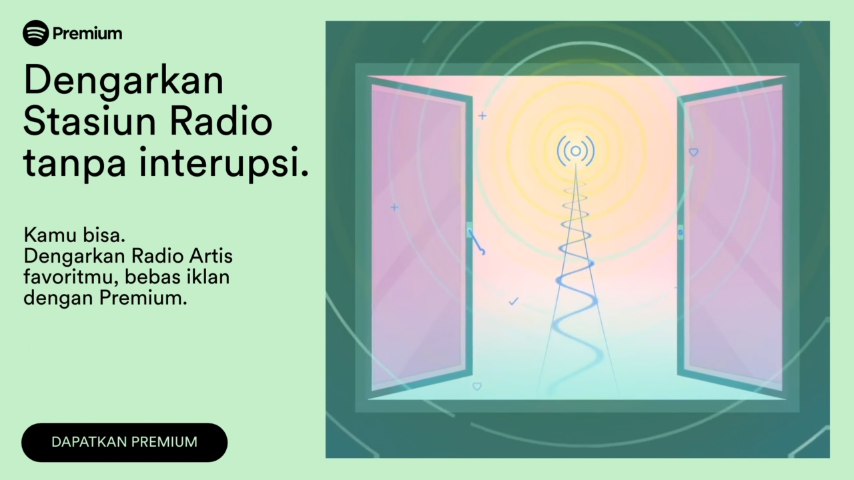 Premium
Dengarkan
Stasiun Radio
tanpa interupsi.
Kamu bisa.
Dengarkan Radio Artis
favoritmu, bebas iklan
dengan Premium.
DAPATKAN PREMIUM